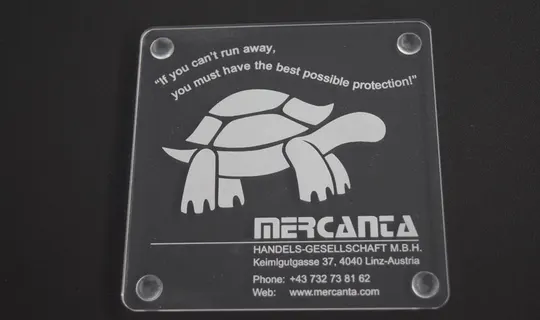 "If you can't run away,
you must have the best possible protection!"
MERCANTA
HANDELS-GESELLSCHAFT M.B.H.
Keimlgutgasse 37, 4040 Linz-Austria
Phone: +43 732 73 81 62
Web: www.mercanta.com